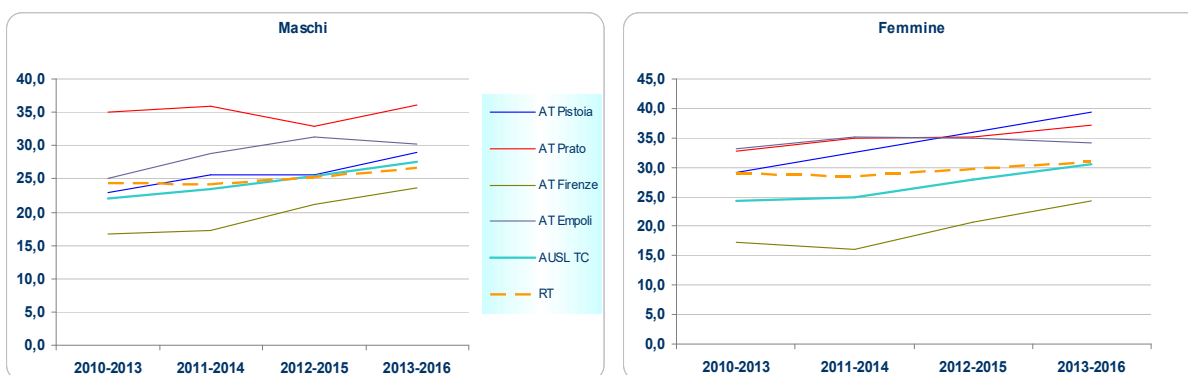 Maschi
40,0
35,0
30,0
25,0
20,0
15,0
10,0
5,0
0,0
2010-2013 2011-2014 2012-2015 2013-2016
AT Pistoia
AT Prato
AT Firenze
AT Empoli
AUSL TC
RT
Femmine
45,0
40,0
35,0
30,0
25,0
20,0
15,0
10,0
5,0
0,0
2010-2013 2011-2014 2012-2015 2013-2016